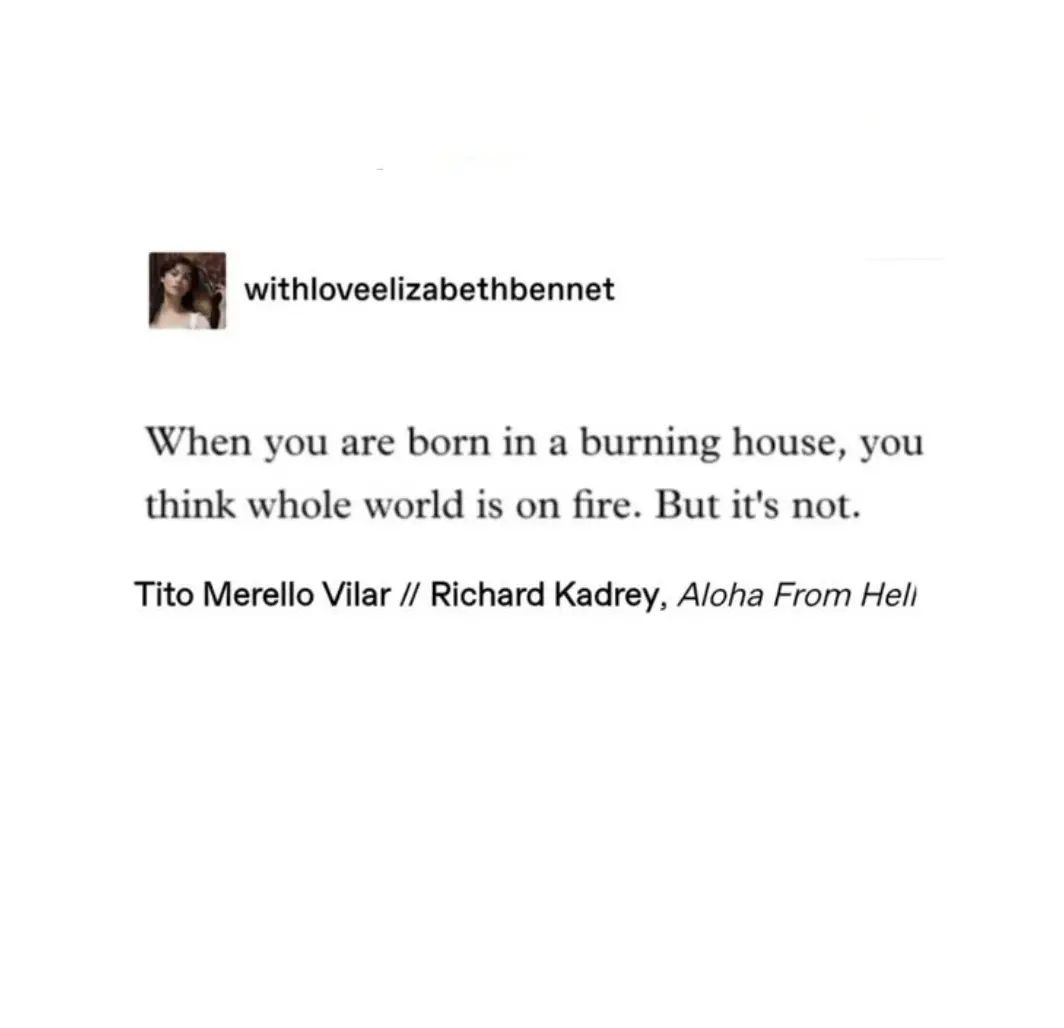 withloveelizabethbennet
When you are born in a burning house, you
think whole world is on fire. But it's not.
Tito Merello Vilar // Richard Kadrey, Aloha From Hell